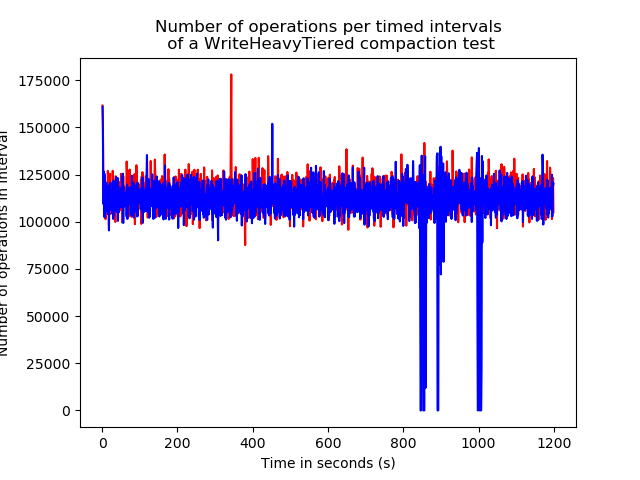 Number of operations per timed intervals
of a WriteHeavyTiered compaction test
175000
150000
125000
100000
75000
50000
25000
0
Number of operations in interval
0 200 400 600 800 1000 1200
Time in seconds (s)